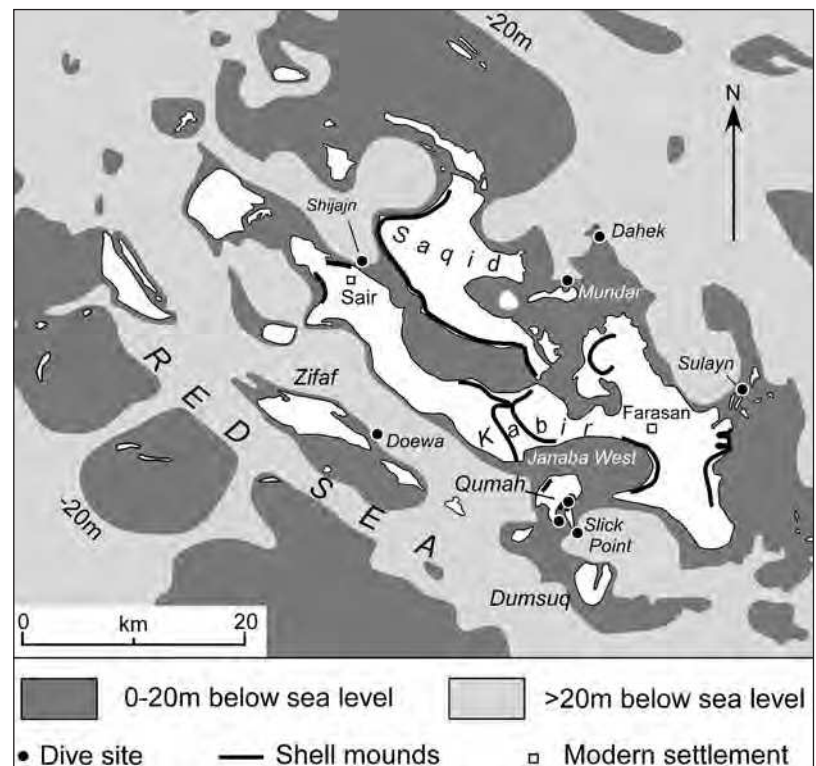 -20m
N
Shijajn
Saqid
Dahek
Mundar
Sair
Sulayn
Zifaf
Farasan
Kabir
Doewa
Janaba West
RED SEA
Qumah
-20m
Slick
Point
Dumsuq
0 km 20
0-20m below sea level
>20m below sea level
Dive site
Shell mounds
Modern settlement